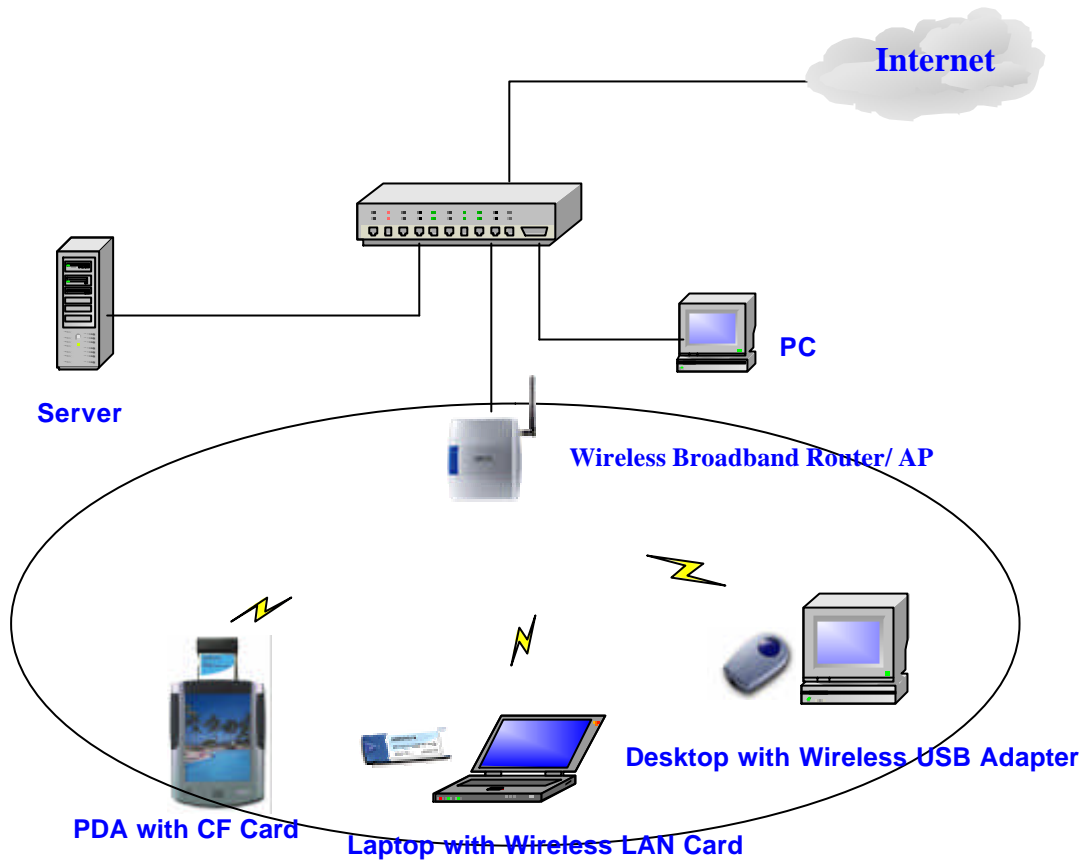 Internet
PC
Server
Wireless Broadband Router/ AP
Desktop with Wireless USB Adapter
PDA with CF Card
Laptop with Wireless LAN Card